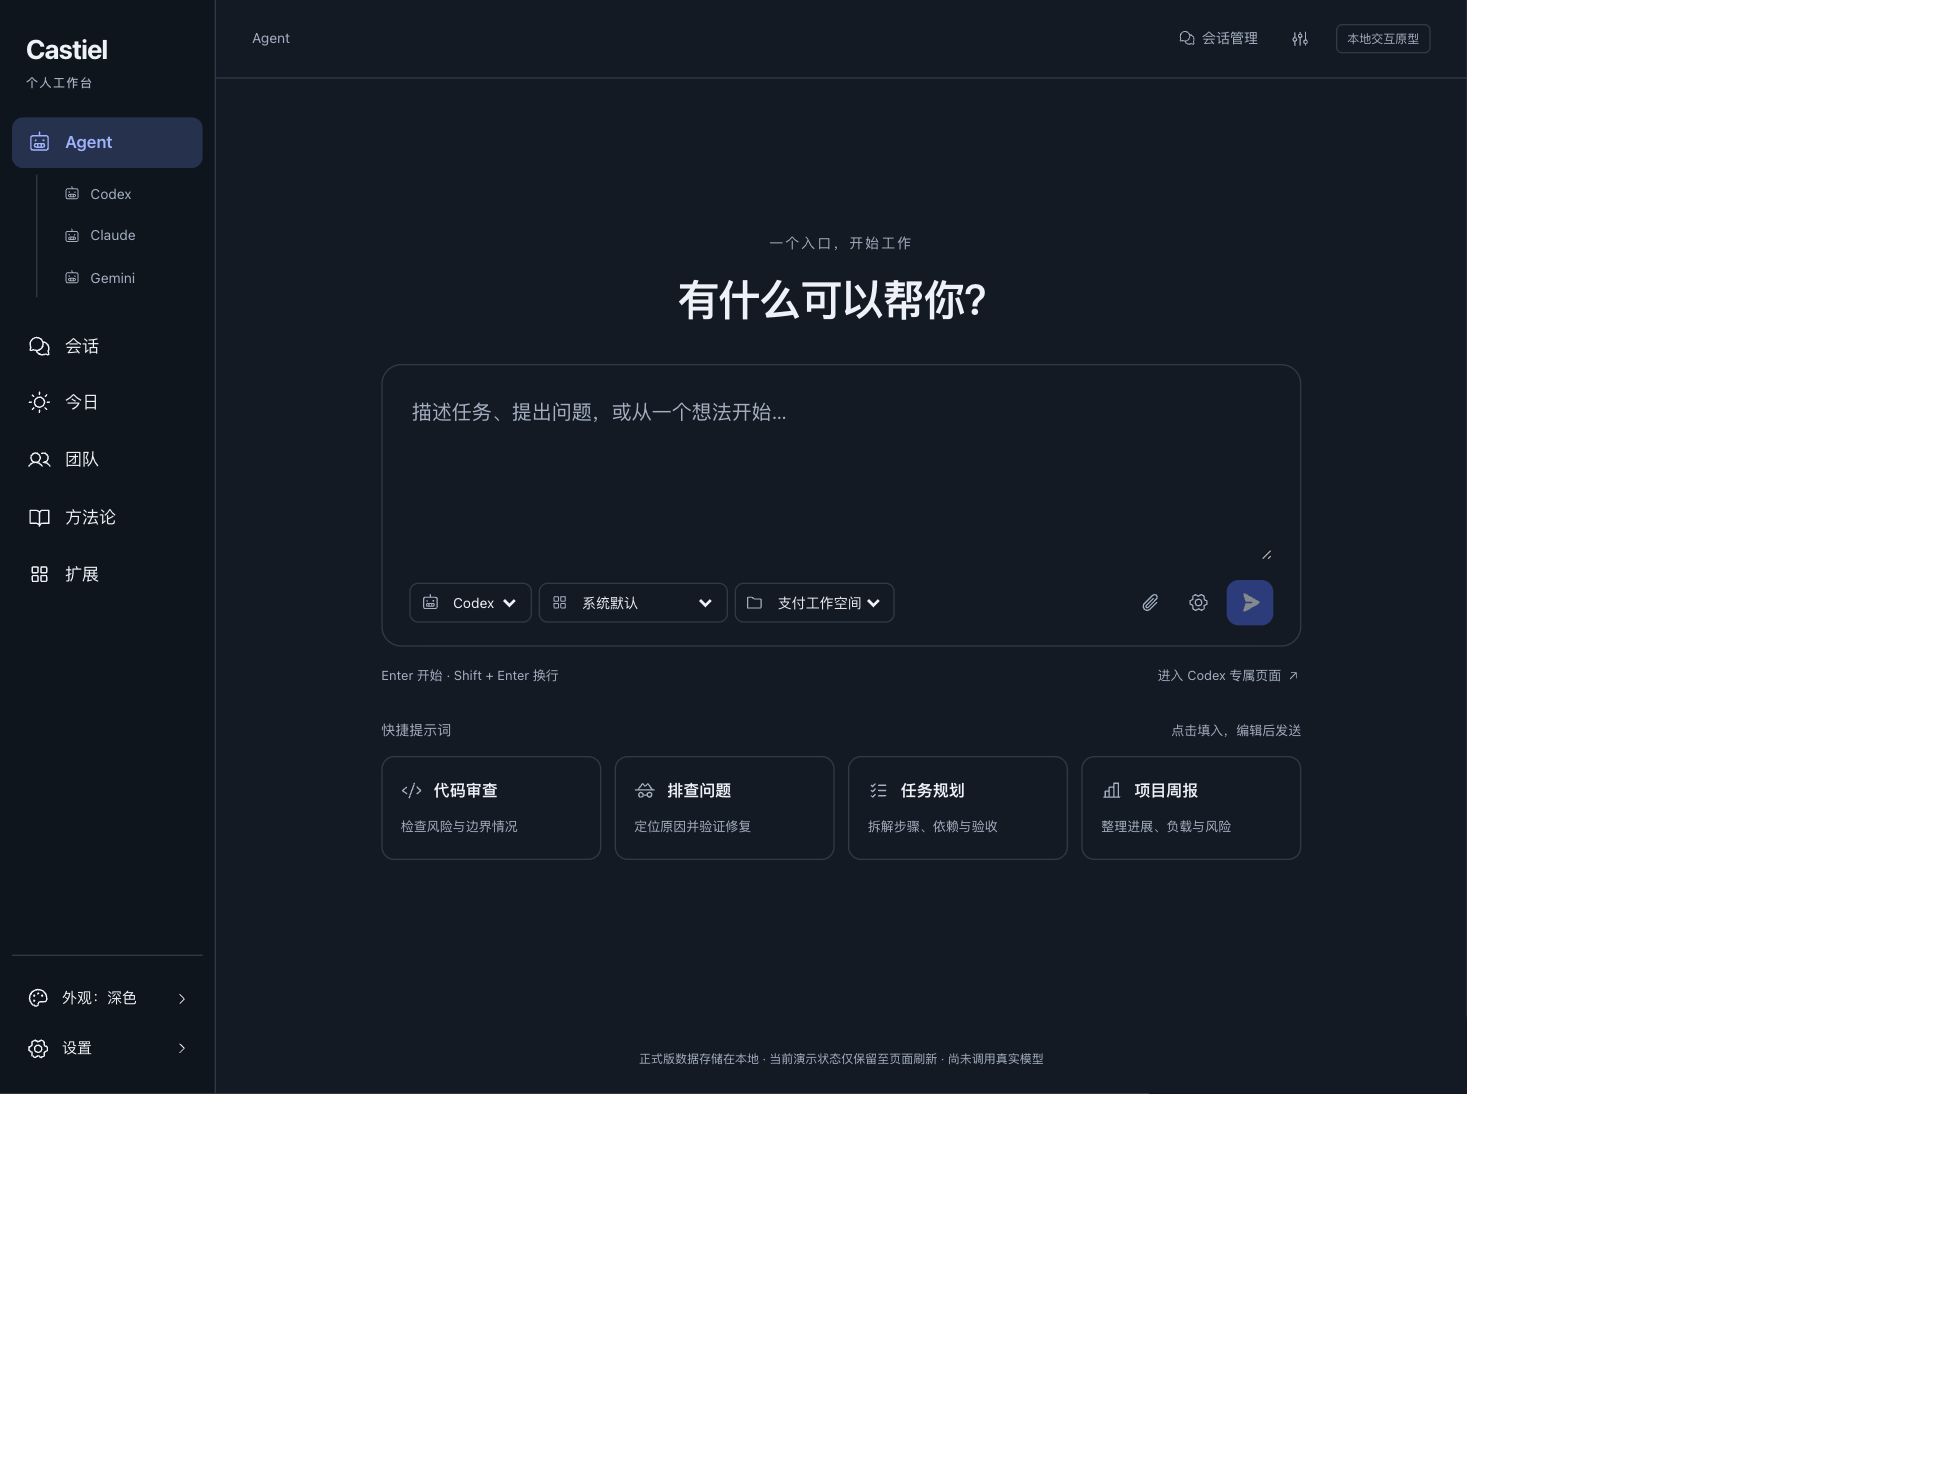 Castiel
个人工作台
Agent
Codex
Claude
Gemini
会话
今日
团队
方法论
扩展
外观：深色
设置
Agent
会话管理
本地交互原型
一个入口，开始工作
有什么可以帮你？
描述任务、提出问题，或从一个想法开始...
Codex
系统默认
支付工作空间
Enter 开始 · Shift + Enter 换行
进入 Codex 专属页面
快捷提示词
点击填入，编辑后发送
代码审查
检查风险与边界情况
排查问题
定位原因并验证修复
任务规划
拆解步骤、依赖与验收
项目周报
整理进展、负载与风险
正式版数据存储在本地 · 当前演示状态仅保留至页面刷新 · 尚未调用真实模型